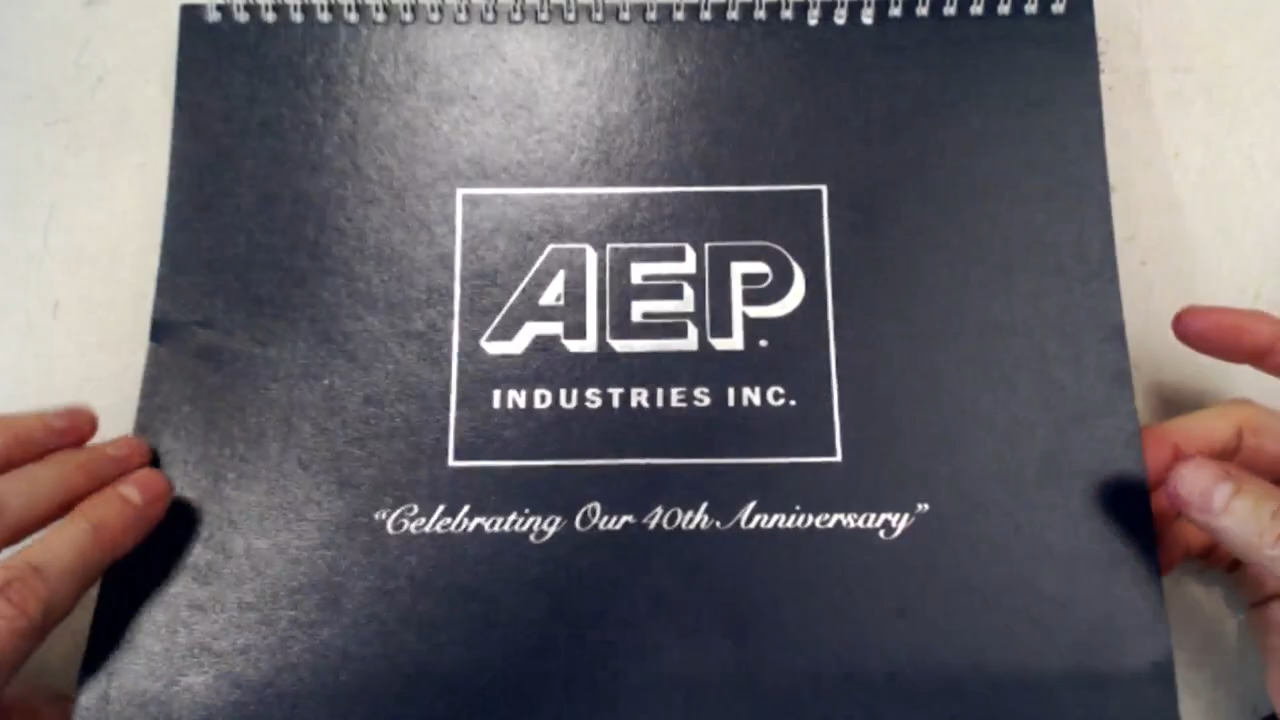 AEP.
INDUSTRIES INC.
“Celebrating Our 40th Anniversary”